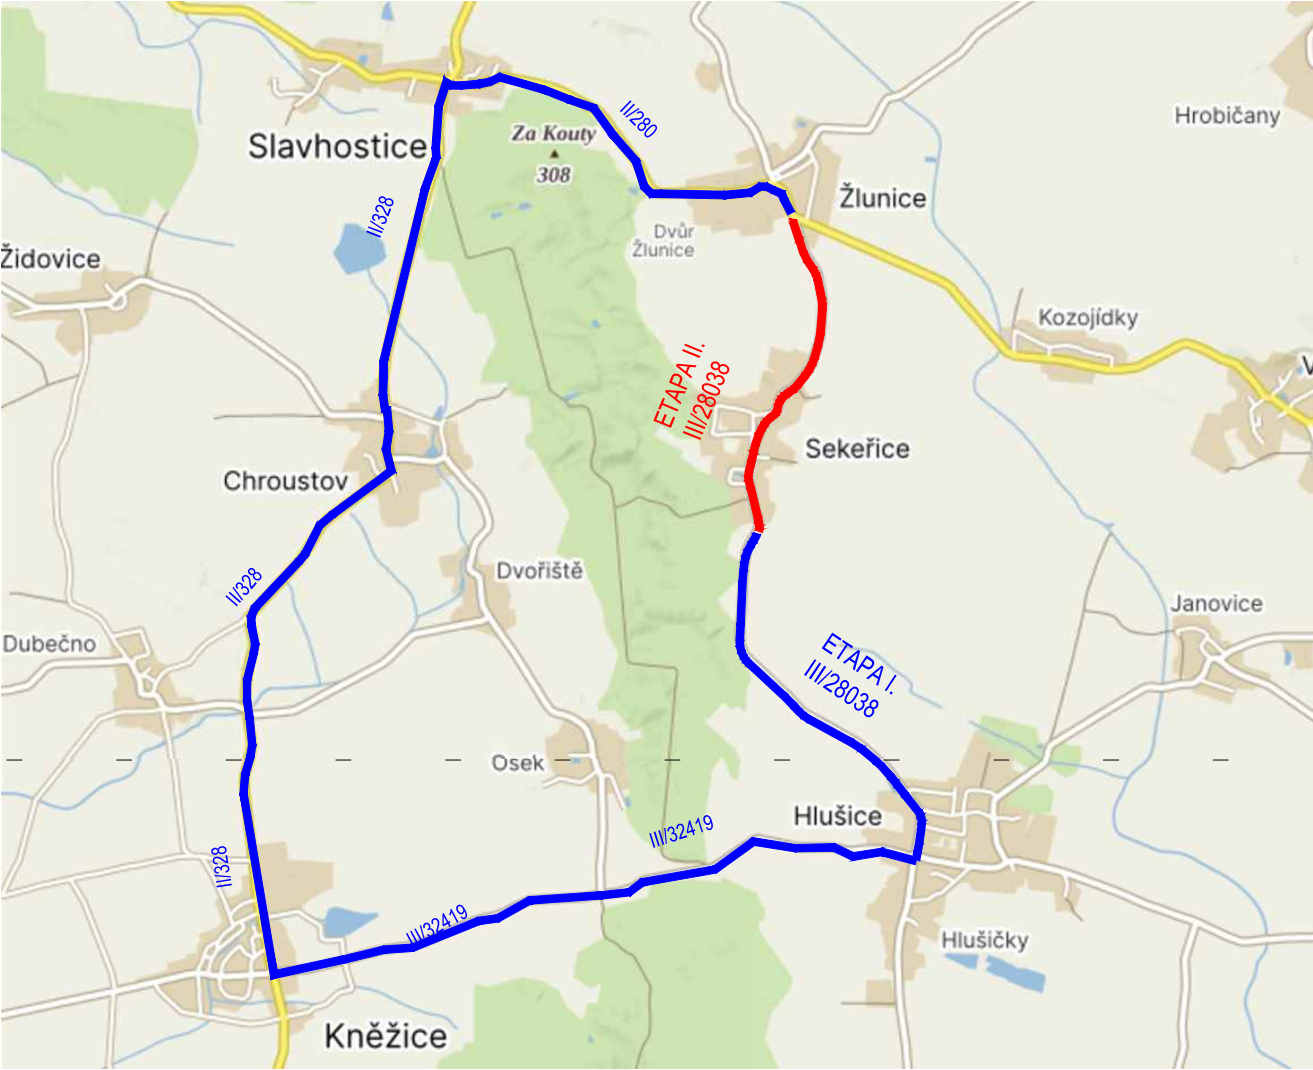 Hrobičany
II/280
Za Kouty
308
Slavhostice
Žlunice
II/328
Dvůr
Žlunice
Židovice
Kozojídky
V
ETAPA II.
III/28038
Sekeřice
Chroustov
Dvořiště
II/328
Janovice
Dubečno
ETAPA I.
III/28038
Osek
Hlušice
III/32419
II/328
III/32419
Hlušičky
Kněžice